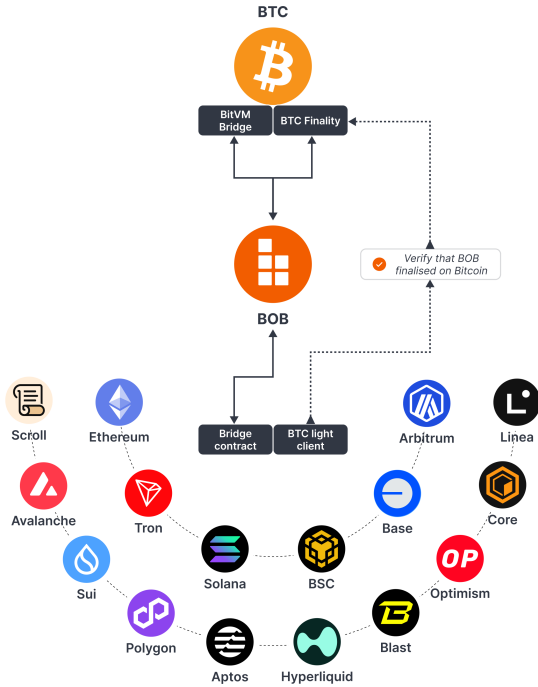 BTC
BitVM
Bridge
BTC Finality
Verify that BOB
finalised on Bitcoin
BOB
Scroll
Ethereum
Bridge
contract
BTC light
client
Arbitrum
Linea
Avalanche
Tron
Base
Core
Solana
BSC
Sui
OP
Optimism
Polygon
Aptos
Hyperliquid
Blast